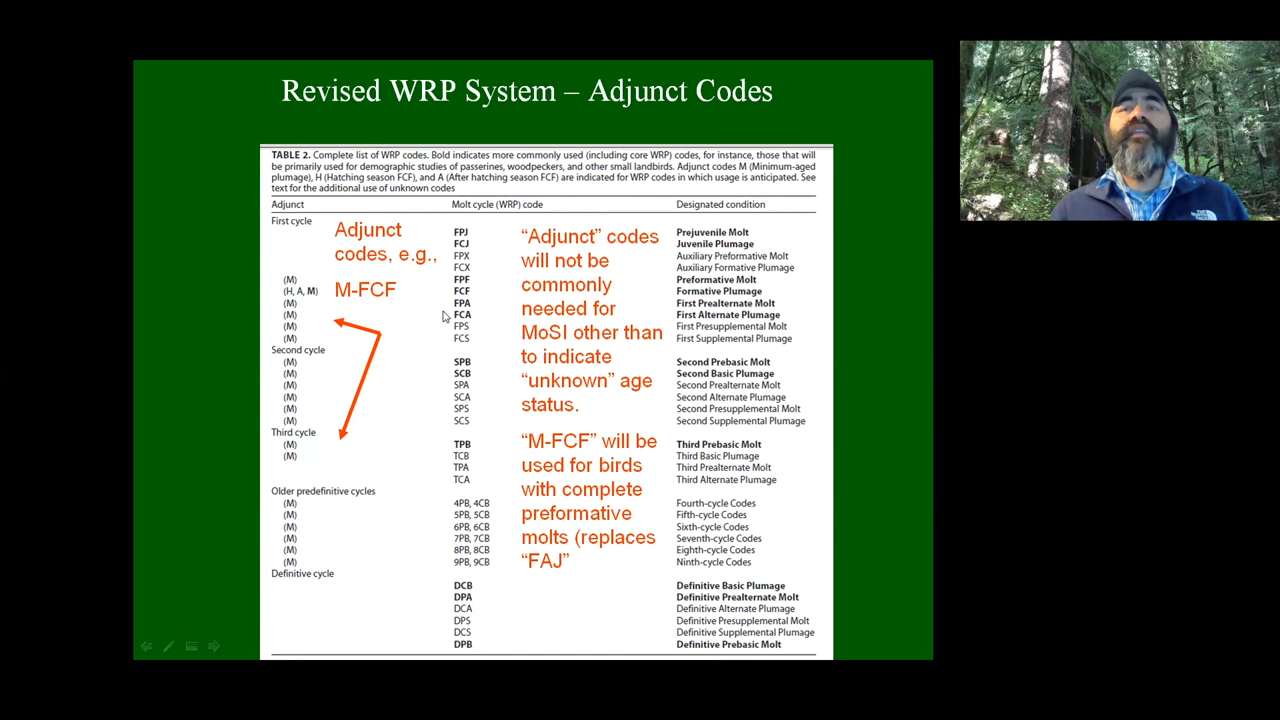 Revised WRP System – Adjunct Codes
TABLE 2. Complete list of WRP codes. Bold indicates more commonly used (including core WRP) codes, for instance, those that will
be primarily used for demographic studies of passerines, woodpeckers, and other small landbirds. Adjunct codes M (Minimum-aged
plumage), H (Hatching season FCF), and A (After hatching season FCF) are indicated for WRP codes in which usage is anticipated. See
text for the additional use of unknown codes
Adjunct Molt cycle (WRP) code Designated condition
First cycle
FPJ Prejuvenile Molt
FCJ Juvenile Plumage
FPX Auxiliary Preformative Molt
FCX Auxiliary Formative Plumage
(M) FPF Preformative Molt
(H, A, M) FCF Formative Plumage
(M) FPA First Prealternate Molt
(M) FCA First Alternate Plumage
(M) FPS First Presupplemental Molt
(M) FCS First Supplemental Plumage
Second cycle
(M) SPB Second Prebasic Molt
(M) SCB Second Basic Plumage
(M) SPA Second Prealternate Molt
(M) SCA Second Alternate Plumage
(M) SPS Second Presupplemental Molt
(M) SCS Second Supplemental Plumage
Third cycle
(M) TPB Third Prebasic Molt
(M) TCB Third Basic Plumage
TPA Third Prealternate Molt
TCA Third Alternate Plumage
Older predefinitive cycles
(M) 4PB, 4CB Fourth-cycle Codes
(M) 5PB, 5CB Fifth-cycle Codes
(M) 6PB, 6CB Sixth-cycle Codes
(M) 7PB, 7CB Seventh-cycle Codes
(M) 8PB, 8CB Eighth-cycle Codes
(M) 9PB, 9CB Ninth-cycle Codes
Definitive cycle
DCB Definitive Basic Plumage
DPA Definitive Prealternate Molt
DCA Definitive Alternate Plumage
DPS Definitive Presupplemental Molt
DCS Definitive Supplemental Plumage
DPB Definitive Prebasic Molt
Adjunct
codes, e.g.,
M-FCF
“Adjunct” codes
will not be
commonly
needed for
MoSI other than
to indicate
“unknown” age
status.
“M-FCF” will be
used for birds
with complete
preformative
molts (replaces
“FAJ”